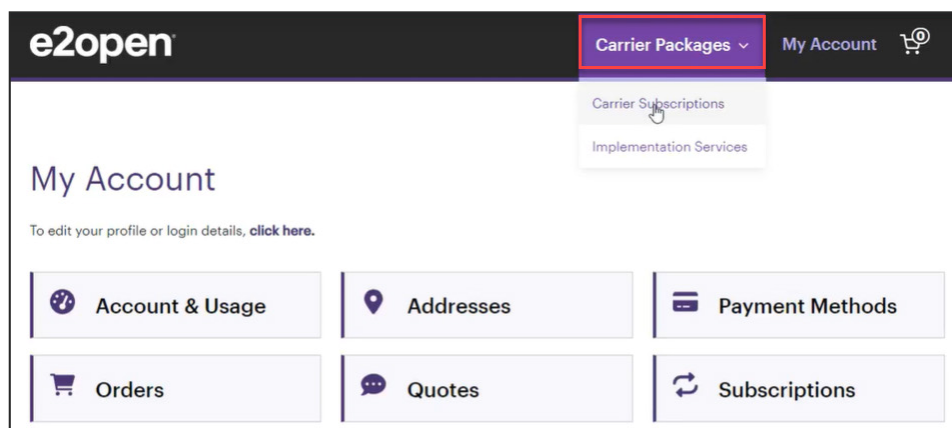 e2open
Carrier Packages
My Account
0
Carrier Subscriptions
Implementation Services
My Account
To edit your profile or login details, click here.
Account & Usage
Addresses
Payment Methods
Orders
Quotes
Subscriptions